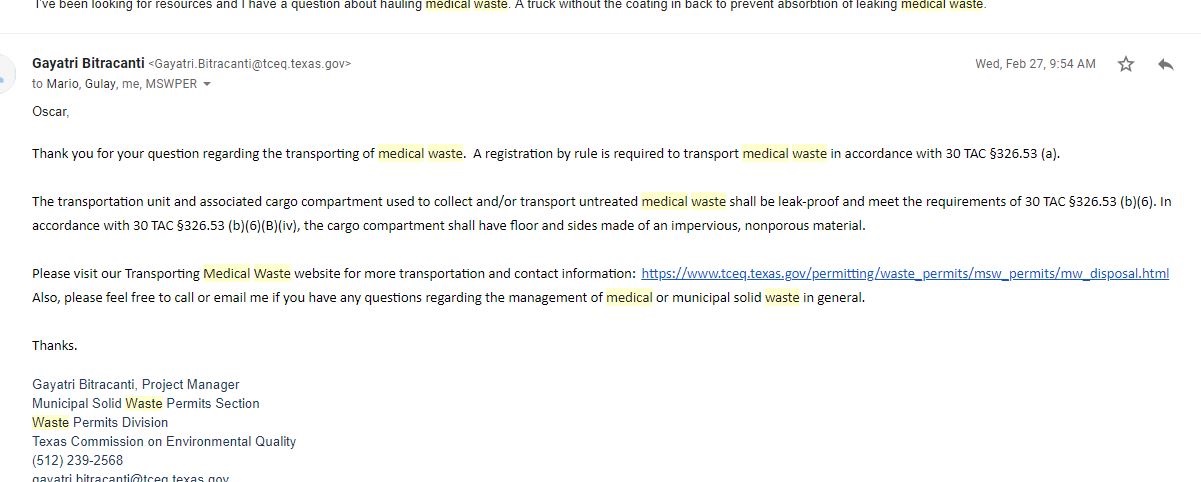 I've been looking for resources and I have a question about hauling medical waste. A truck without the coating in back to prevent absorbtion of leaking medical waste.
Gayatri Bitracanti <Gayatri.Bitracanti@tceq.texas.gov>
Wed, Feb 27, 9:54 AM
to Mario, Gulay, me, MSWPER
Oscar,
Thank you for your question regarding the transporting of medical waste.  A registration by rule is required to transport medical waste in accordance with 30 TAC §326.53 (a).
The transportation unit and associated cargo compartment used to collect and/or transport untreated medical waste shall be leak-proof and meet the requirements of 30 TAC §326.53 (b)(6). In
accordance with 30 TAC §326.53 (b)(6)(B)(iv), the cargo compartment shall have floor and sides made of an impervious, nonporous material.
Please visit our Transporting Medical Waste website for more transportation and contact information:  https://www.tceq.texas.gov/permitting/waste_permits/msw_permits/mw_disposal.html
Also, please feel free to call or email me if you have any questions regarding the management of medical or municipal solid waste in general.
Thanks.
Gayatri Bitracanti, Project Manager
Municipal Solid Waste Permits Section
Waste Permits Division
Texas Commission on Environmental Quality
(512) 239-2568
gayatri.bitracanti@tceq.texas.gov